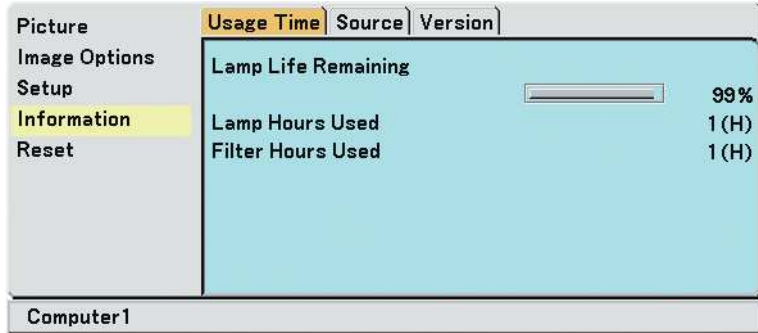 Picture
Image Options
Setup
Information
Reset
Usage Time Source Version
Lamp Life Remaining
99%
Lamp Hours Used 1(H)
Filter Hours Used 1(H)
Computer1